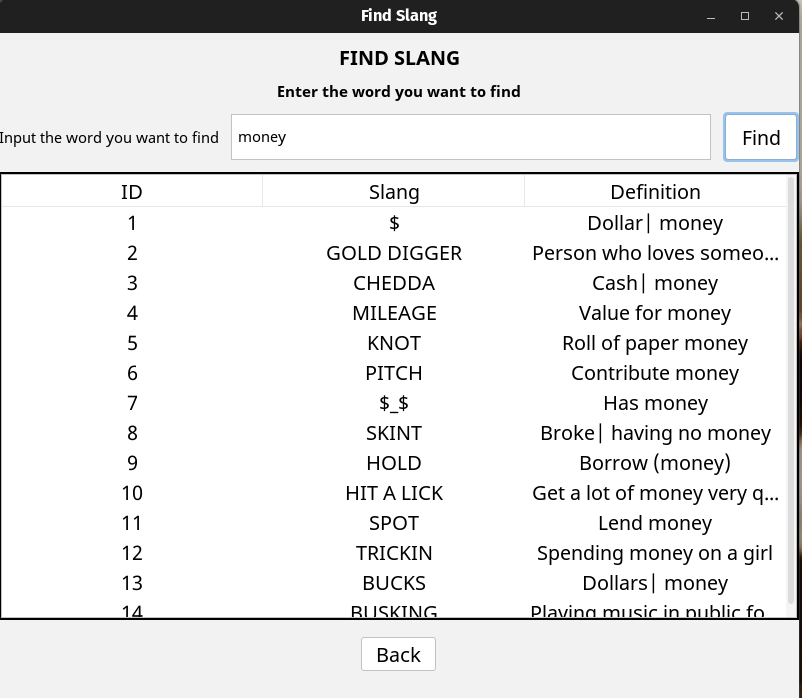 Find Slang
FIND SLANG
Enter the word you want to find
Input the word you want to find money Find
ID Slang Definition
1 $ Dollar| money
2 GOLD DIGGER Person who loves someo...
3 CHEDDA Cash| money
4 MILEAGE Value for money
5 KNOT Roll of paper money
6 PITCH Contribute money
7 $_$ Has money
8 SKINT Broke| having no money
9 HOLD Borrow (money)
10 HIT A LICK Get a lot of money very q...
11 SPOT Lend money
12 TRICKIN Spending money on a girl
13 BUCKS Dollars| money
14 BUSKING Playing music in public fo...
Back